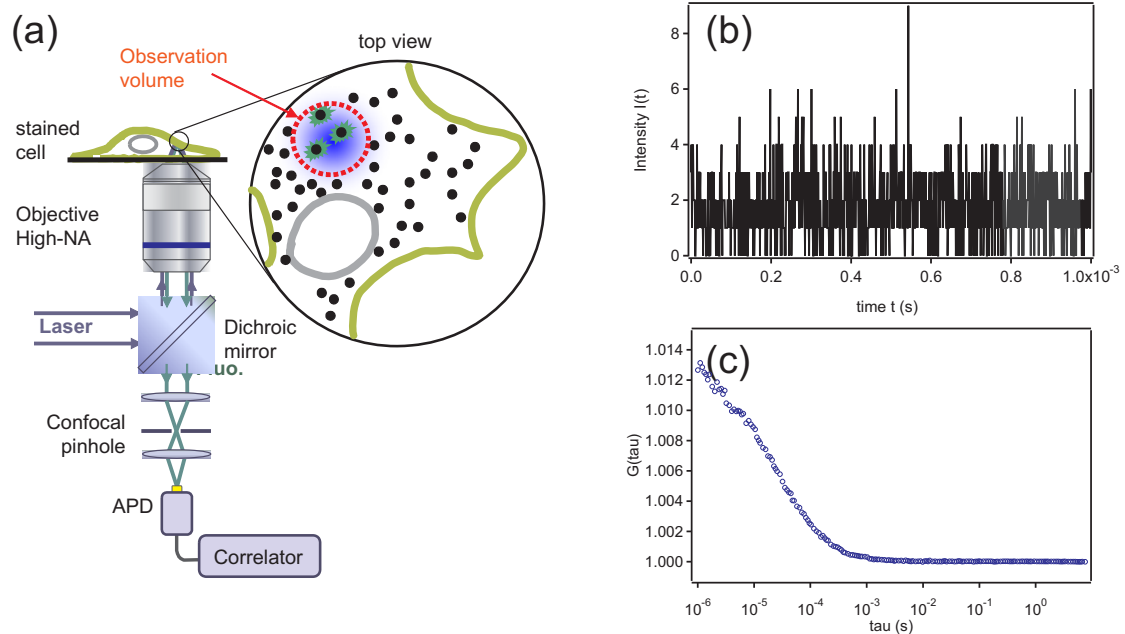 (a)
top view
Observation
volume
stained
cell
Objective
High-NA
Laser
Dichroic
mirror
Confocal
pinhole
APD
Correlator
(b)
Intensity I(t)
8
6
4
2
0
0.0
0.2
0.4
0.6
0.8
1.0x10-3
time t (s)
(c)
G(tau)
1.014
1.012
1.010
1.008
1.006
1.004
1.002
1.000
10-6
10-5
10-4
10-3
10-2
10-1
100
tau (s)